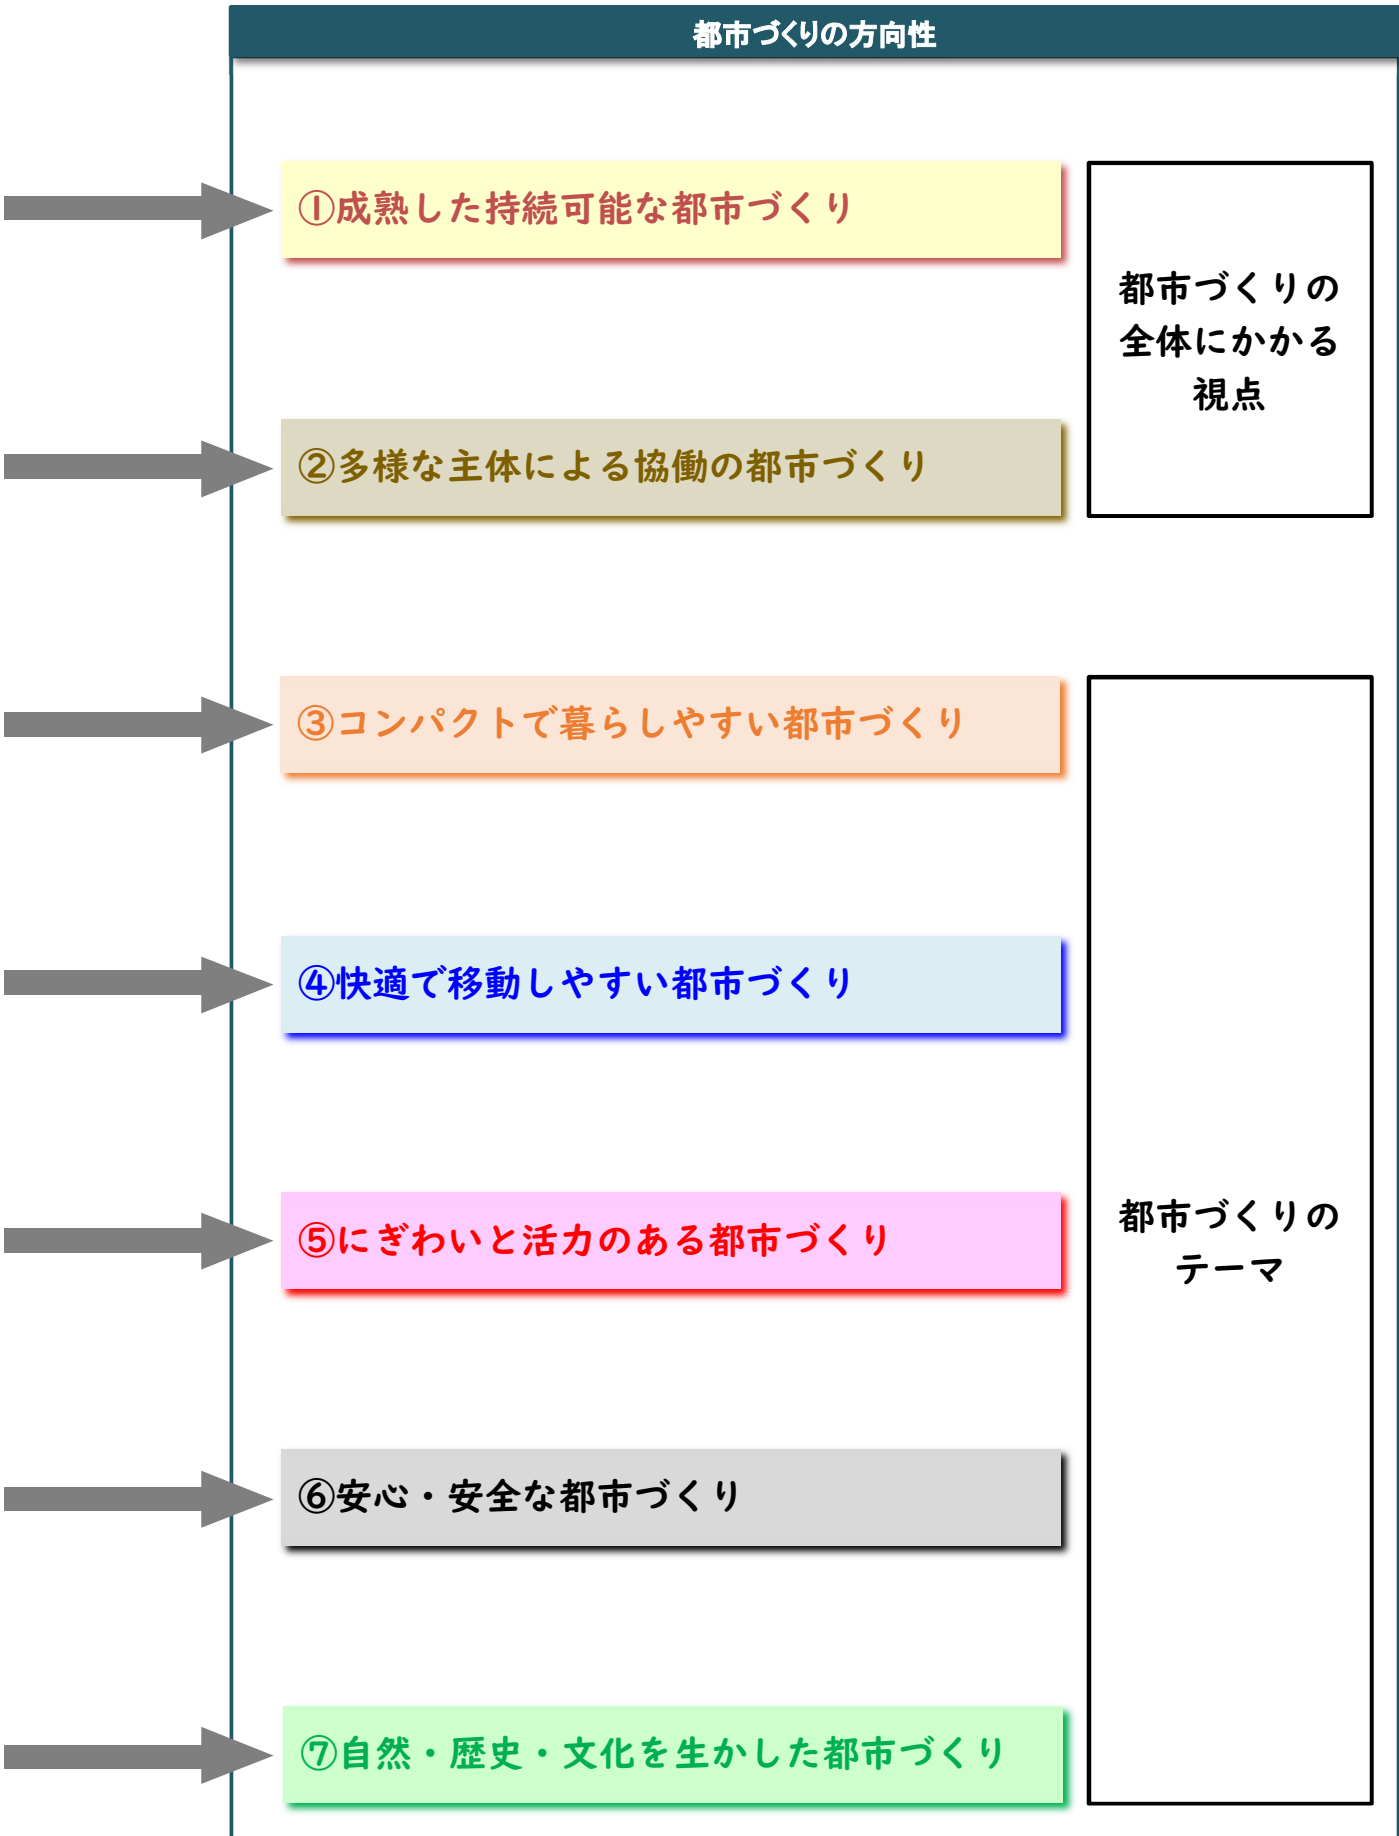 都市づくりの方向性
①成熟した持続可能な都市づくり
②多様な主体による協働の都市づくり
都市づくりの
全体にかかる
視点
③コンパクトで暮らしやすい都市づくり
④快適で移動しやすい都市づくり
⑤にぎわいと活力のある都市づくり
⑥安心・安全な都市づくり
⑦自然・歴史・文化を生かした都市づくり
都市づくりの
テーマ